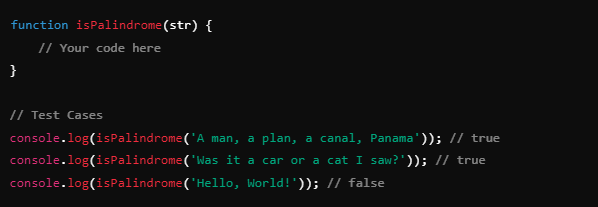 function isPalindrome(str) {
    // Your code here
}
// Test Cases
console.log(isPalindrome('A man, a plan, a canal, Panama')); // true
console.log(isPalindrome('Was it a car or a cat I saw?')); // true
console.log(isPalindrome('Hello, World!')); // false